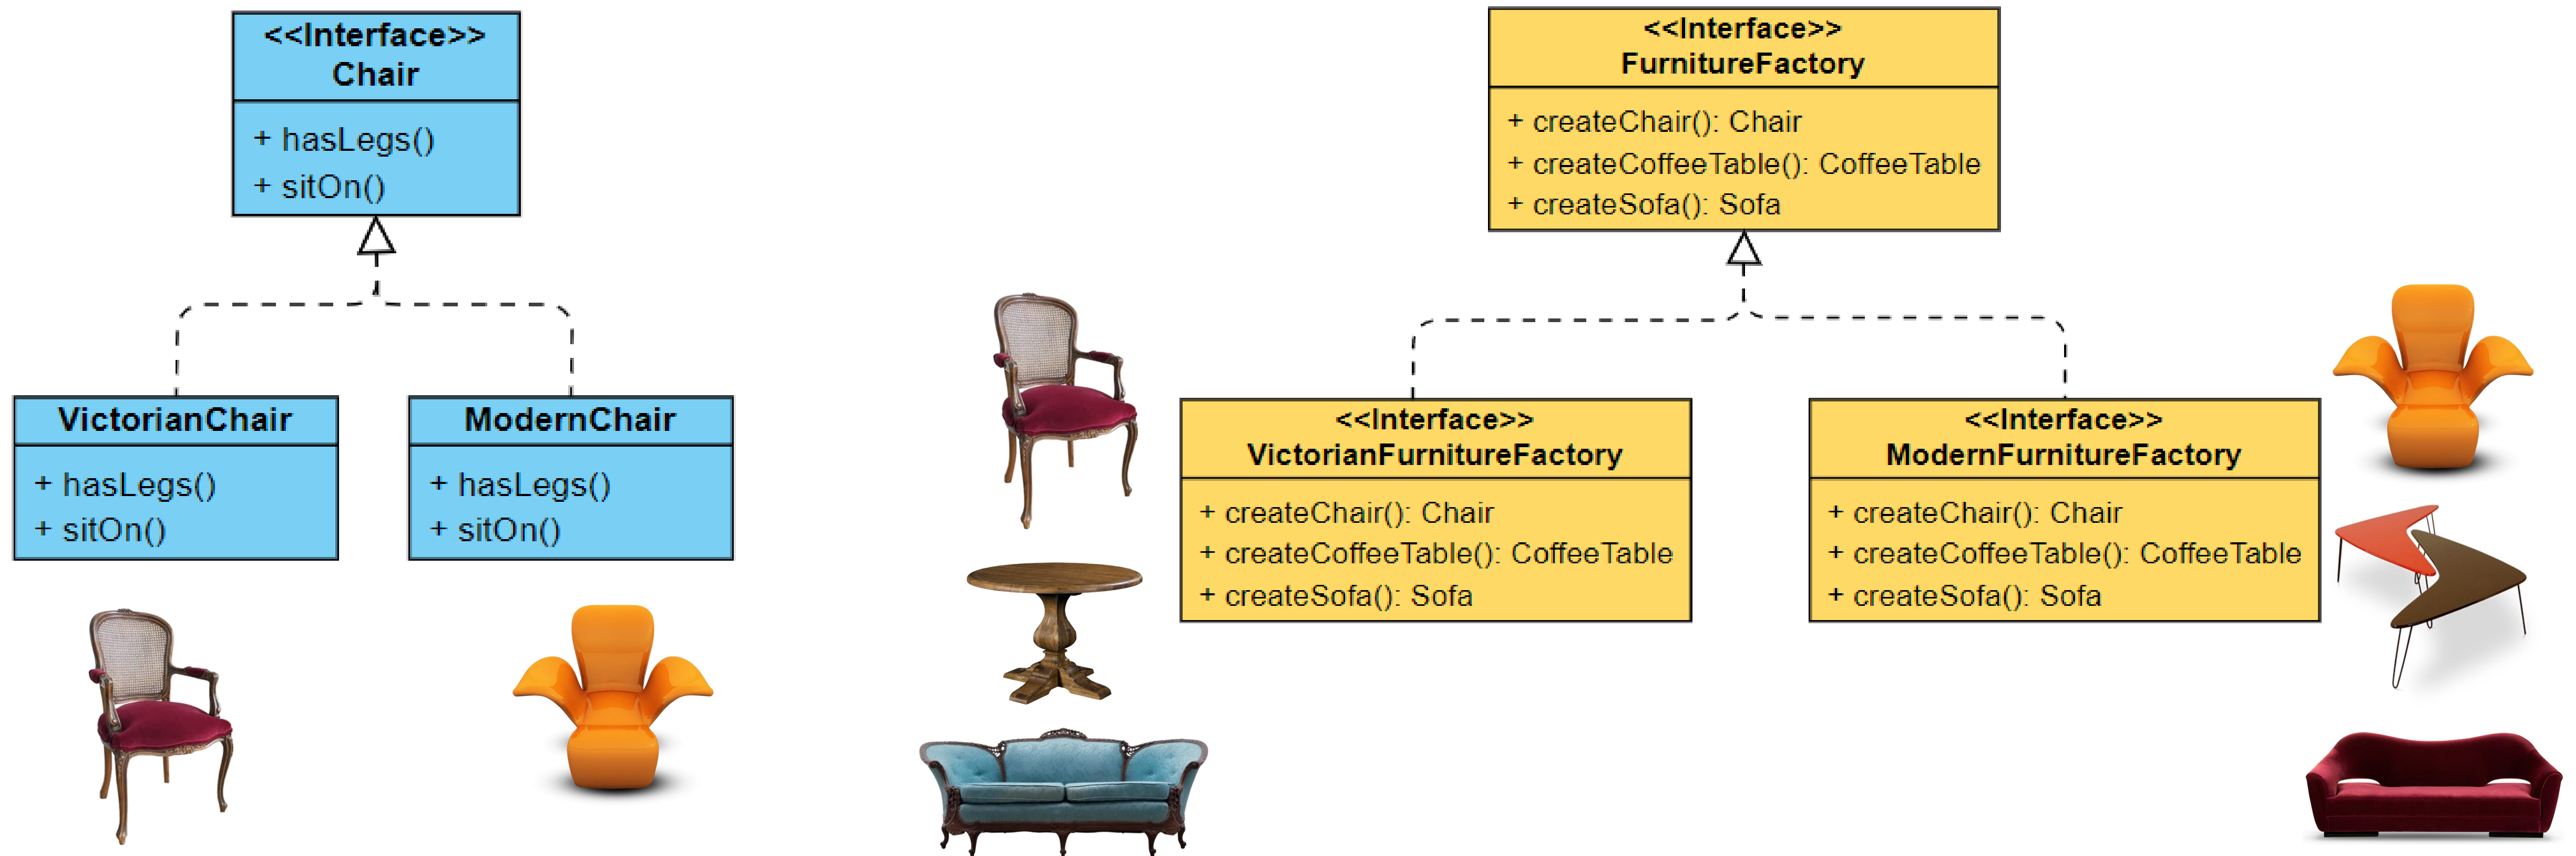 <<Interface>>
Chair
+ hasLegs()
+ sitOn()
VictorianChair
+ hasLegs()
+ sitOn()
ModernChair
+ hasLegs()
+ sitOn()
<<Interface>>
FurnitureFactory
+ createChair(): Chair
+ createCoffeeTable(): CoffeeTable
+ createSofa(): Sofa
<<Interface>>
VictorianFurnitureFactory
+ createChair(): Chair
+ createCoffeeTable(): CoffeeTable
+ createSofa(): Sofa
<<Interface>>
ModernFurnitureFactory
+ createChair(): Chair
+ createCoffeeTable(): CoffeeTable
+ createSofa(): Sofa